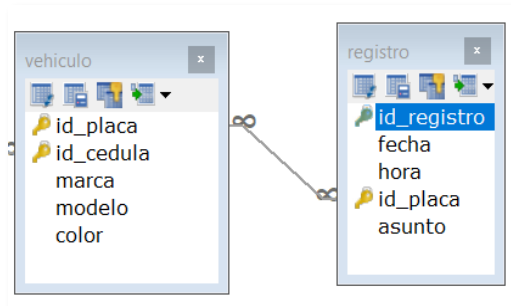 vehiculo
x
id_placa
id_cedula
marca
modelo
color
registro
x
id_registro
fecha
hora
id_placa
asunto